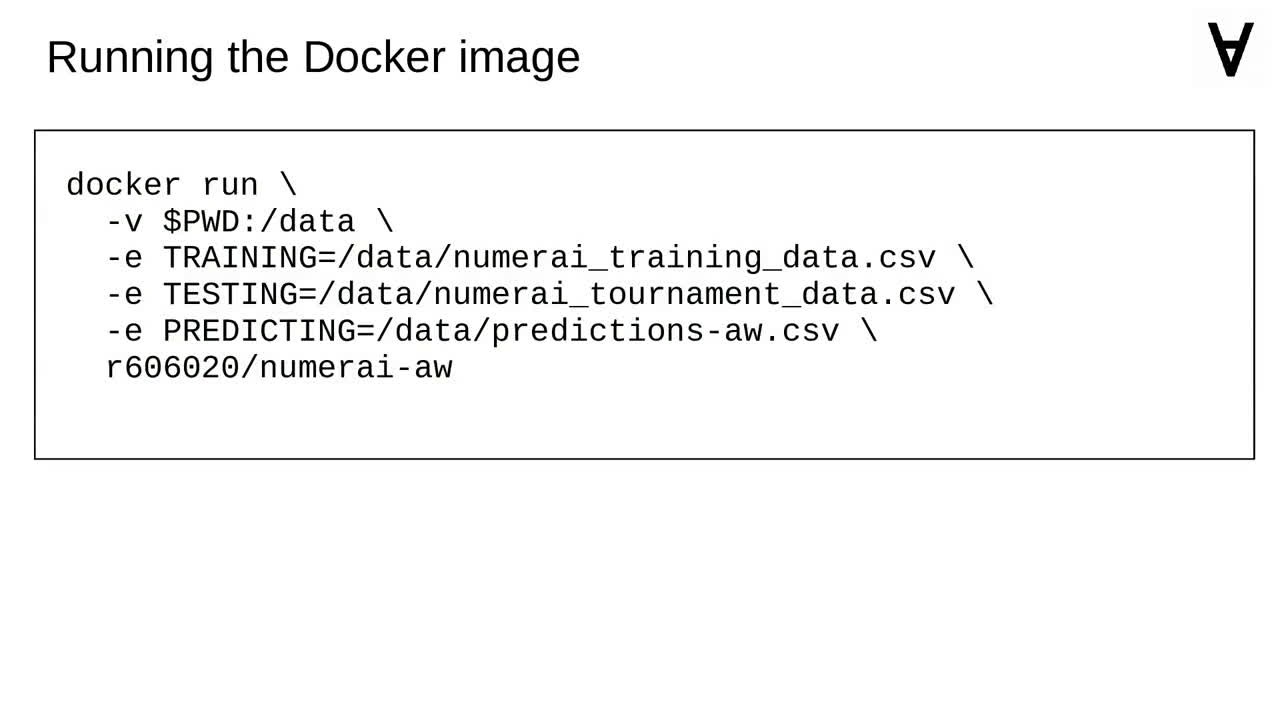 Running the Docker image
docker run \
-v $PWD:/data \
-e TRAINING=/data/numerai_training_data.csv \
-e TESTING=/data/numerai_tournament_data.csv \
-e PREDICTING=/data/predictions-aw.csv \
r606020/numerai-aw